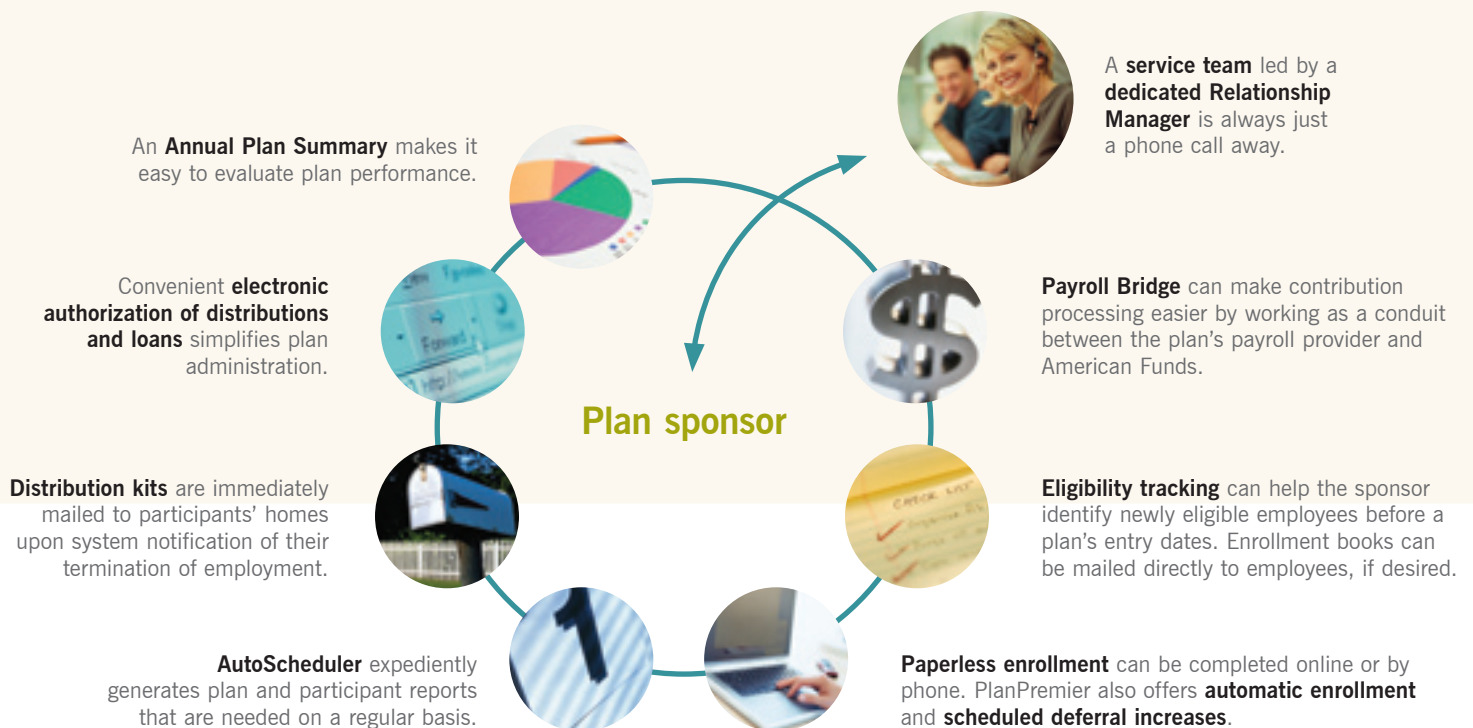 A service team led by a
dedicated Relationship
Manager is always just
a phone call away.
An Annual Plan Summary makes it
easy to evaluate plan performance.
Convenient electronic
authorization of distributions
and loans simplifies plan
administration.
Payroll Bridge can make contribution
processing easier by working as a conduit
between the plan’s payroll provider and
American Funds.
Plan sponsor
Distribution kits are immediately
mailed to participants’ homes
upon system notification of their
termination of employment.
Eligibility tracking can help the sponsor
identify newly eligible employees before a
plan’s entry dates. Enrollment books can
be mailed directly to employees, if desired.
AutoScheduler expediently
generates plan and participant reports
that are needed on a regular basis.
Paperless enrollment can be completed online or by
phone. PlanPremier also offers automatic enrollment
and scheduled deferral increases.
Forward
http://
CHECK LIST
1
$